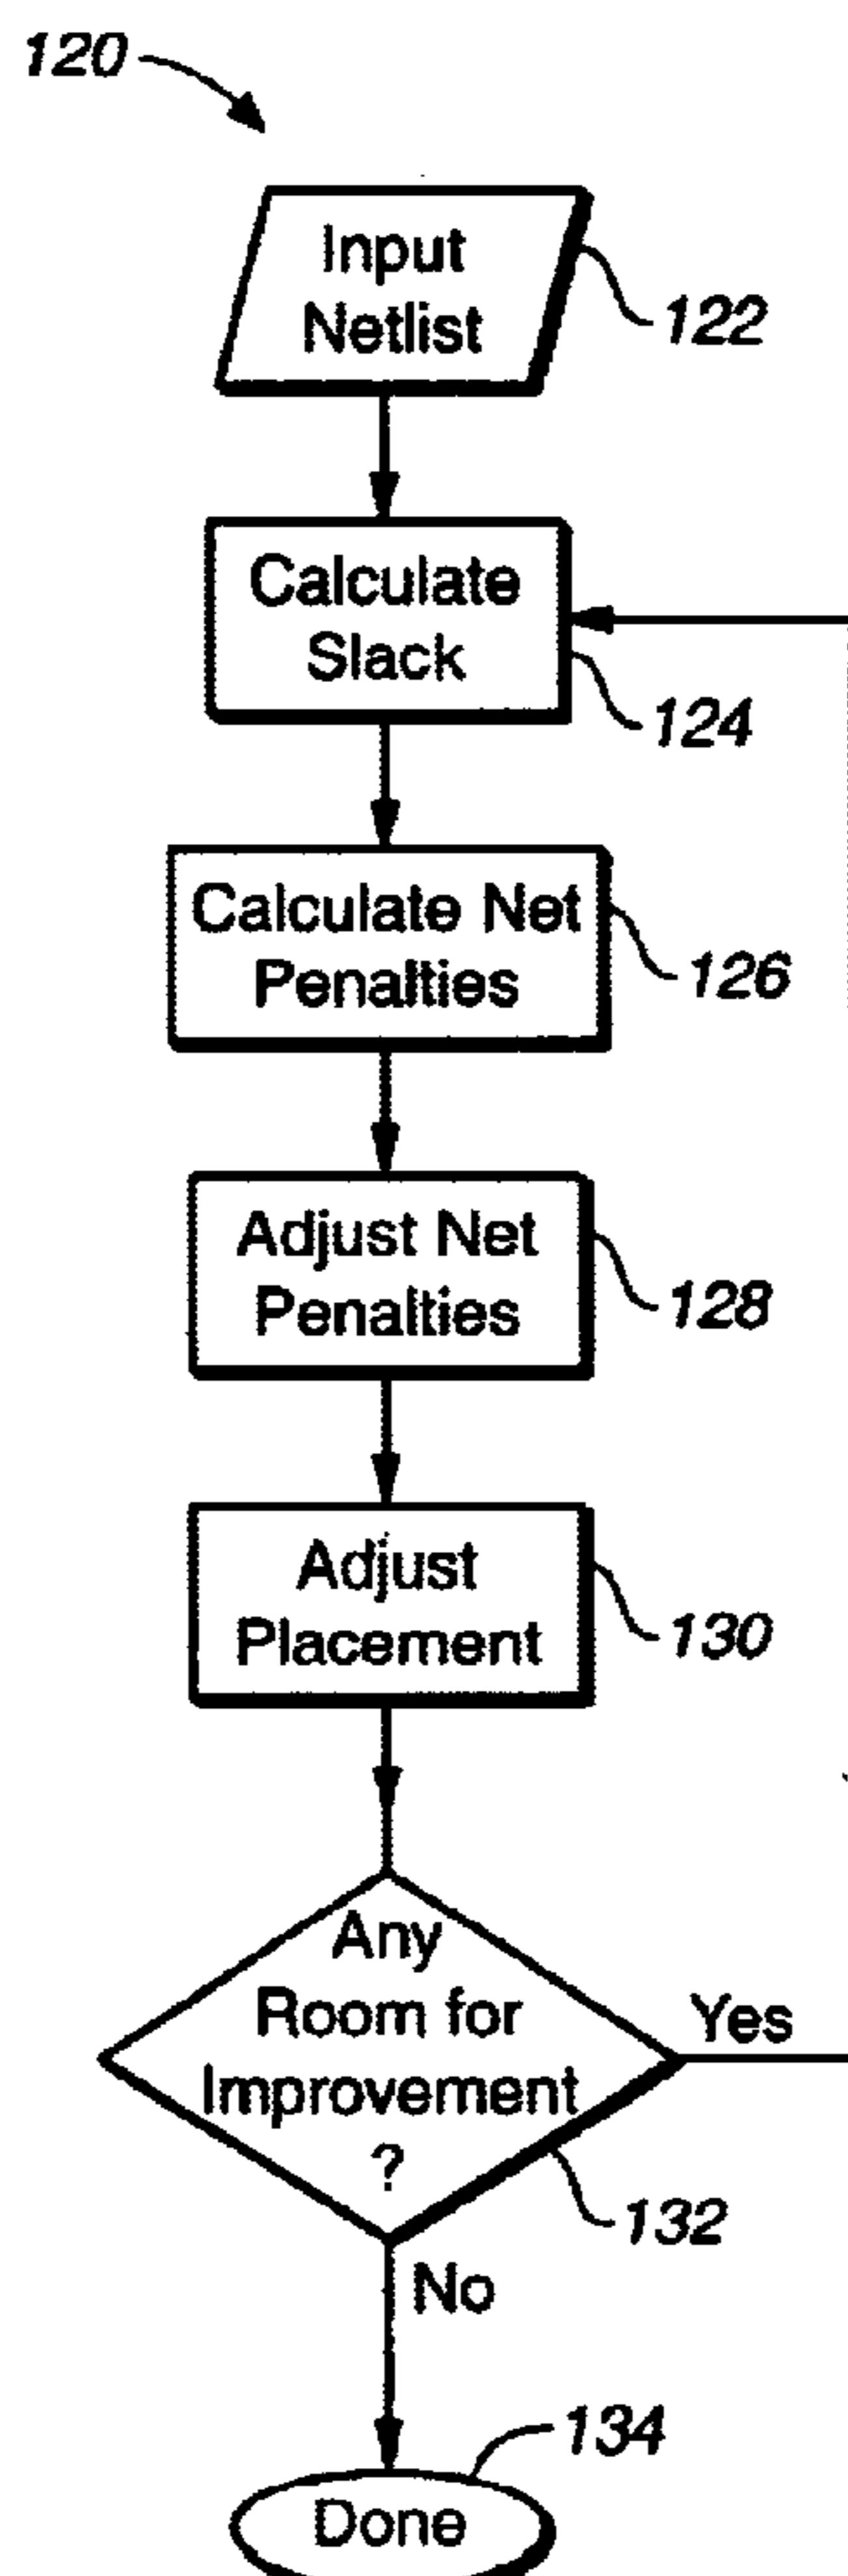 120
Input
Netlist
122
Calculate
Slack
124
Calculate Net
Penalties
126
Adjust Net
Penalties
128
Adjust
Placement
130
Any
Room for
Improvement
?
Yes
132
No
134
Done